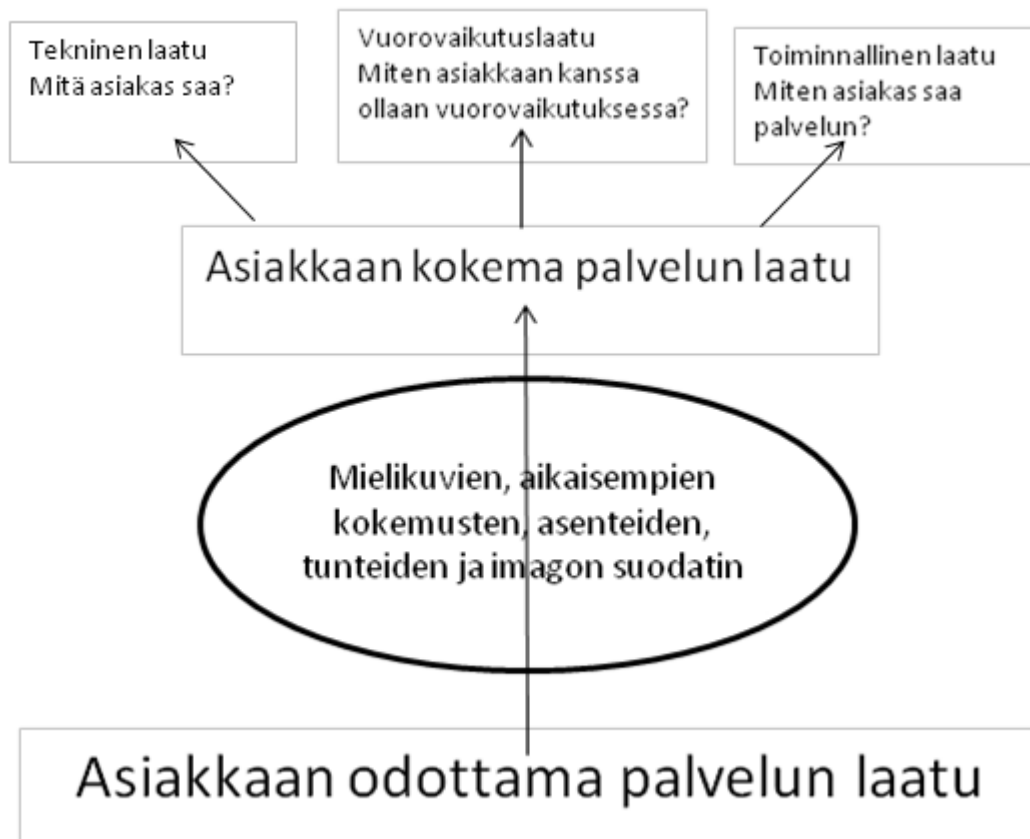 Tekninen laatu
Mitä asiakas saa?
Vuorovaikutuslaatu
Miten asiakkaan kanssa
ollaan vuorovaikutuksessa?
Toiminnallinen laatu
Miten asiakas saa
palvelun?
Asiakkaan kokema palvelun laatu
Mielikuvien, aikaisempien
kokemusten, asenteiden,
tunteiden ja imagon suodatin
Asiakkaan odottama palvelun laatu